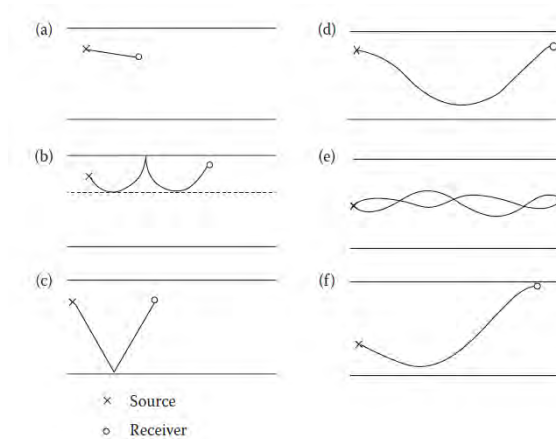 (a)
(b)
(c)
(d)
(e)
(f)
× Source
○ Receiver